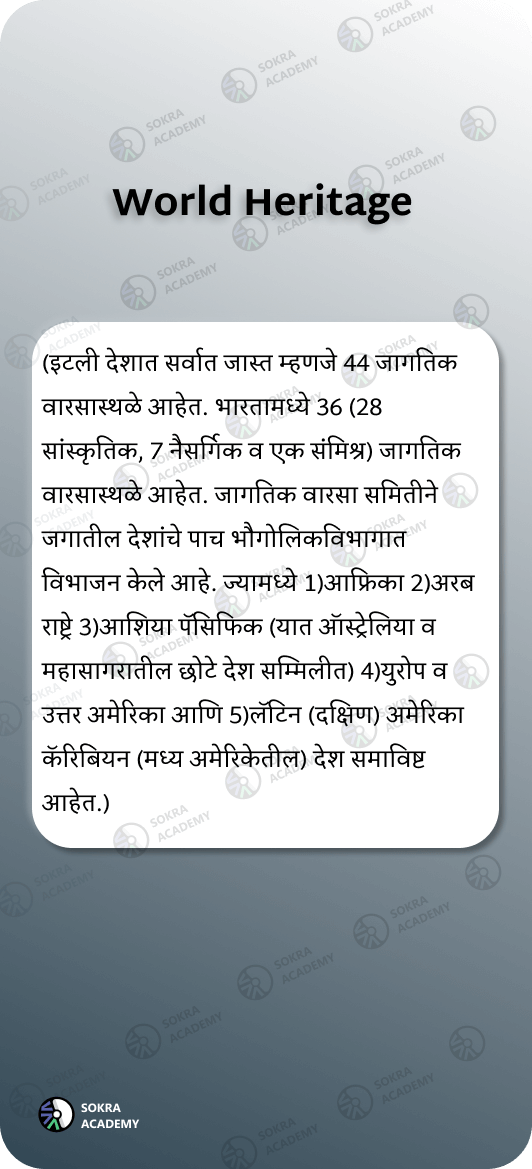 World Heritage
(इटली देशात सर्वात जास्त म्हणजे 44 जागतिक
वारसास्थळे आहेत. भारतामध्ये 36 (28
सांस्कृतिक, 7 नैसर्गिक व एक संमिश्र) जागतिक
वारसास्थळे आहेत. जागतिक वारसा समितीने
जगातील देशांचे पाच भौगोलिकविभागात
विभाजन केले आहे. ज्यामध्ये 1)आफ्रिका 2)अरब
राष्ट्रे 3)आशिया पॅसिफिक (यात ऑस्ट्रेलिया व
महासागरातील छोटे देश सम्मिलीत) 4)युरोप व
उत्तर अमेरिका आणि 5)लॅटिन (दक्षिण) अमेरिका
कॅरिबियन (मध्य अमेरिकेतील) देश समाविष्ट
आहेत.)
SOKRA
ACADEMY